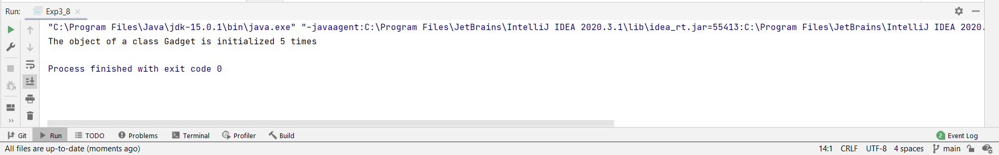 Run: Exp3_8
"C:\Program Files\Java\jdk-15.0.1\bin\java.exe" "-javaagent:C:\Program Files\JetBrains\IntelliJ IDEA 2020.3.1\lib\idea_rt.jar=55413:C:\Program Files\JetBrains\IntelliJ IDEA 2020.
The object of a class Gadget is initialized 5 times
Process finished with exit code 0
Git Run TODO Problems Terminal Profiler Build 2 Event Log
All files are up-to-date (moments ago) 14:1 CRLF UTF-8 4 spaces main